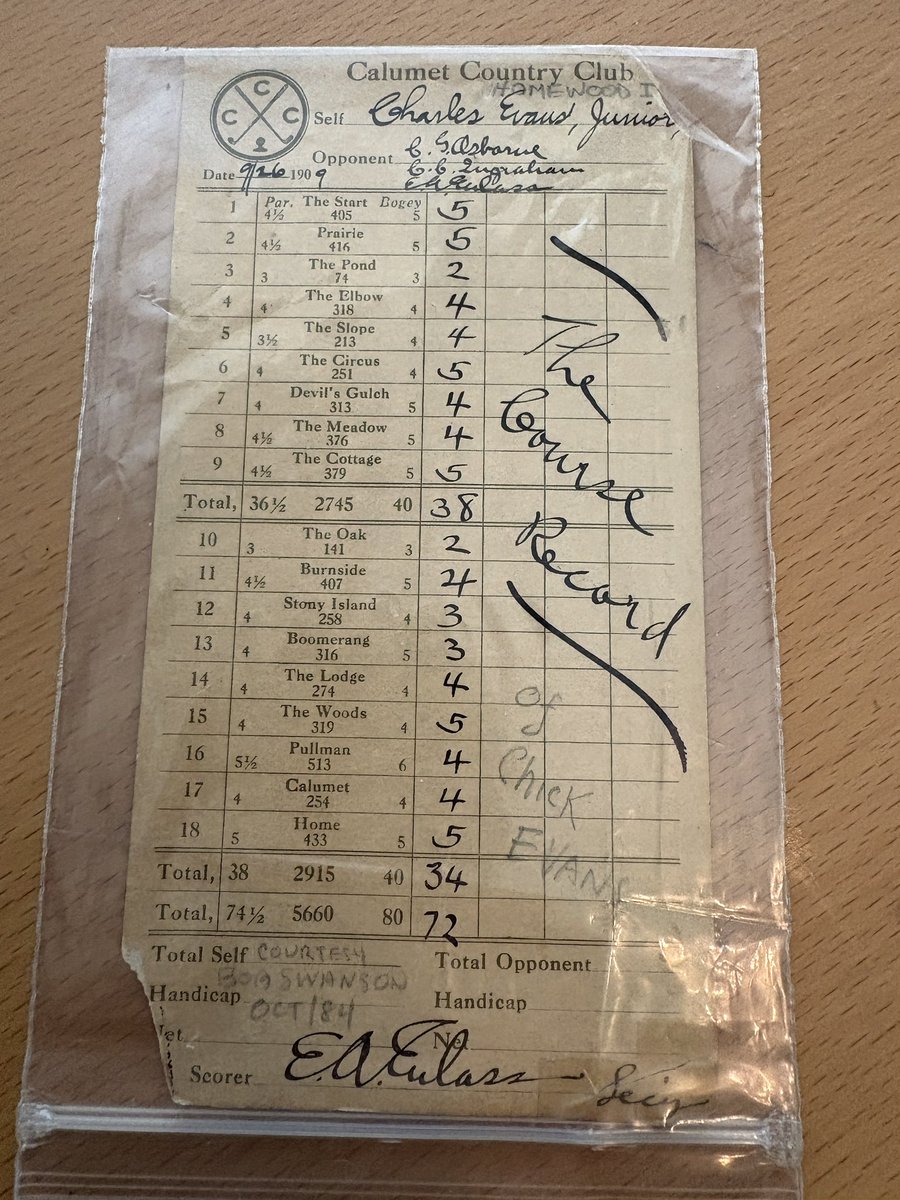 Calumet Country Club
HOMEWOOD I
C C C C
Self Charles Evans, Junior,
Opponent C. G. Osborne
C. C. Ingraham
E. A. Eulass
Date 9/26 1909
1 Par. 4½ The Start 405 Bogey 5 5
2 4½ Prairie 416 5 5
3 3 The Pond 74 3 2
4 4 The Elbow 318 4 4
5 3½ The Slope 213 4 4
6 4 The Circus 251 4 5
7 4 Devil's Gulch 313 5 4
8 4½ The Meadow 376 5 4
9 4½ The Cottage 379 5 5
Total, 36½ 2745 40 38
10 3 The Oak 141 3 2
11 4½ Burnside 407 5 4
12 4 Stony Island 258 4 3
13 4 Boomerang 316 5 3
14 4 The Lodge 274 4 4
15 4 The Woods 319 4 5
16 5½ Pullman 513 6 4
17 4 Calumet 254 4 4
18 5 Home 433 5 5
Total, 38 2915 40 34
Total, 74½ 5660 80 72
The
Course
Record
of
Chick
EVANS
Total Self COURTESY Total Opponent
BOB SWANSON
Handicap Handicap
OCT/84
Net
Scorer E. A. Eulass